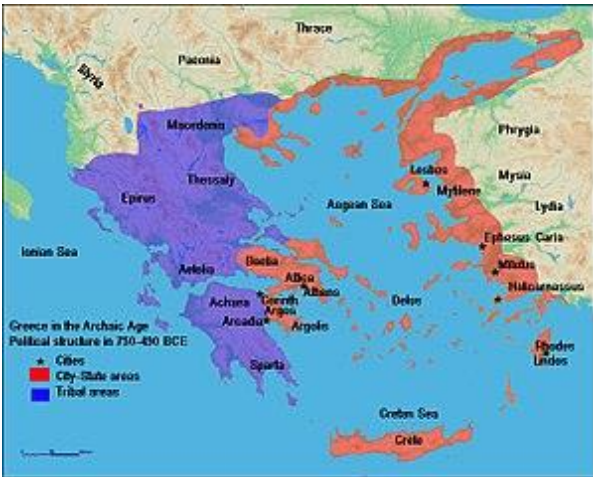 Thrace
Paeonia
Illyria
Macedonia
Phrygia
Thessaly
Lesbos
Mysia
Mytilene
Epirus
Aegean Sea
Lydia
Ionian Sea
Ephesus Caria
Boetia
Aetolia
Miletus
Attica
Athens
Halicarnassus
Achaea
Corinth
Delos
Argos
Arcadia
Argolis
Greece in the Archaic Age
Political structure in 750-490 BCE
Rhodes
Lindos
Cities
Sparta
City-State areas
Tribal areas
Cretan Sea
Crete